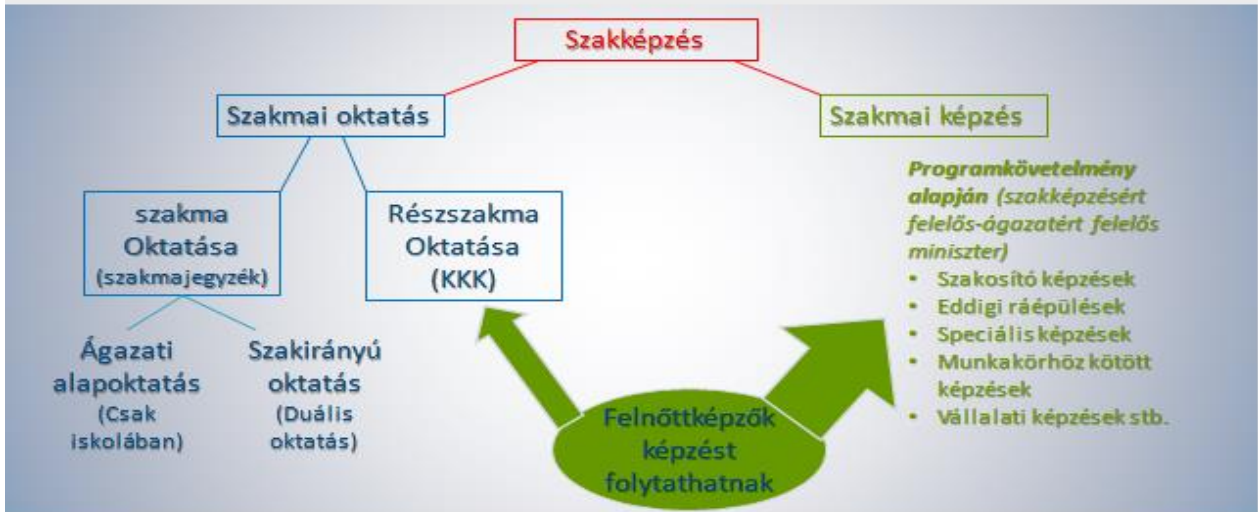 Szakképzés
Szakmai oktatás
Szakmai képzés
szakma
Oktatása
(szakmajegyzék)
Részszakma
Oktatása
(KKK)
Ágazati
alapoktatás
(Csak
iskolában)
Szakirányú
oktatás
(Duális
oktatás)
Felnőttképzők
képzést
folytathatnak
Programkövetelmény
alapján (szakképzésért
felelős-ágazatért felelős
miniszter)
• Szakosító képzések
• Eddigi ráépülések
• Speciális képzések
• Munkakörhöz kötött
képzések
• Vállalati képzések stb.